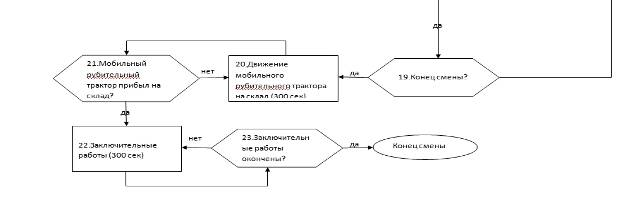 да
21.Мобильный
рубительный
трактор прибыл на
склад?
нет
20.Движение
мобильного
рубительного трактора
на склад (300 сек)
да
19.Конец смены?
да
22.Заключительные
работы (300 сек)
нет
23.Заключительн
ые работы
окончены?
да
Конец смены